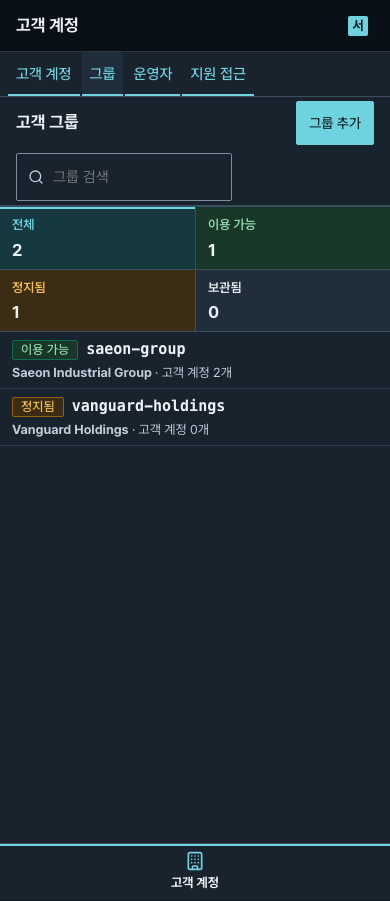 고객 계정
서
고객 계정 그룹 운영자 지원 접근
고객 그룹
그룹 추가
그룹 검색
전체
2
이용 가능
1
정지됨
1
보관됨
0
이용 가능 saeon-group
Saeon Industrial Group · 고객 계정 2개
정지됨 vanguard-holdings
Vanguard Holdings · 고객 계정 0개
고객 계정